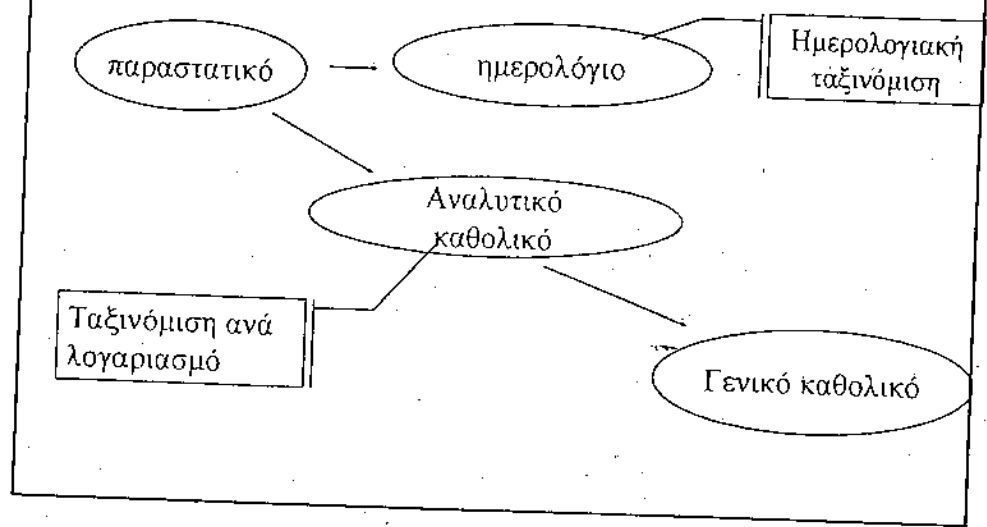 παραστατικό
ημερολόγιο
Ημερολογιακή
ταξινόμιση
Αναλυτικό
καθολικό
Ταξινόμιση ανά
λογαριασμό
Γενικό καθολικό